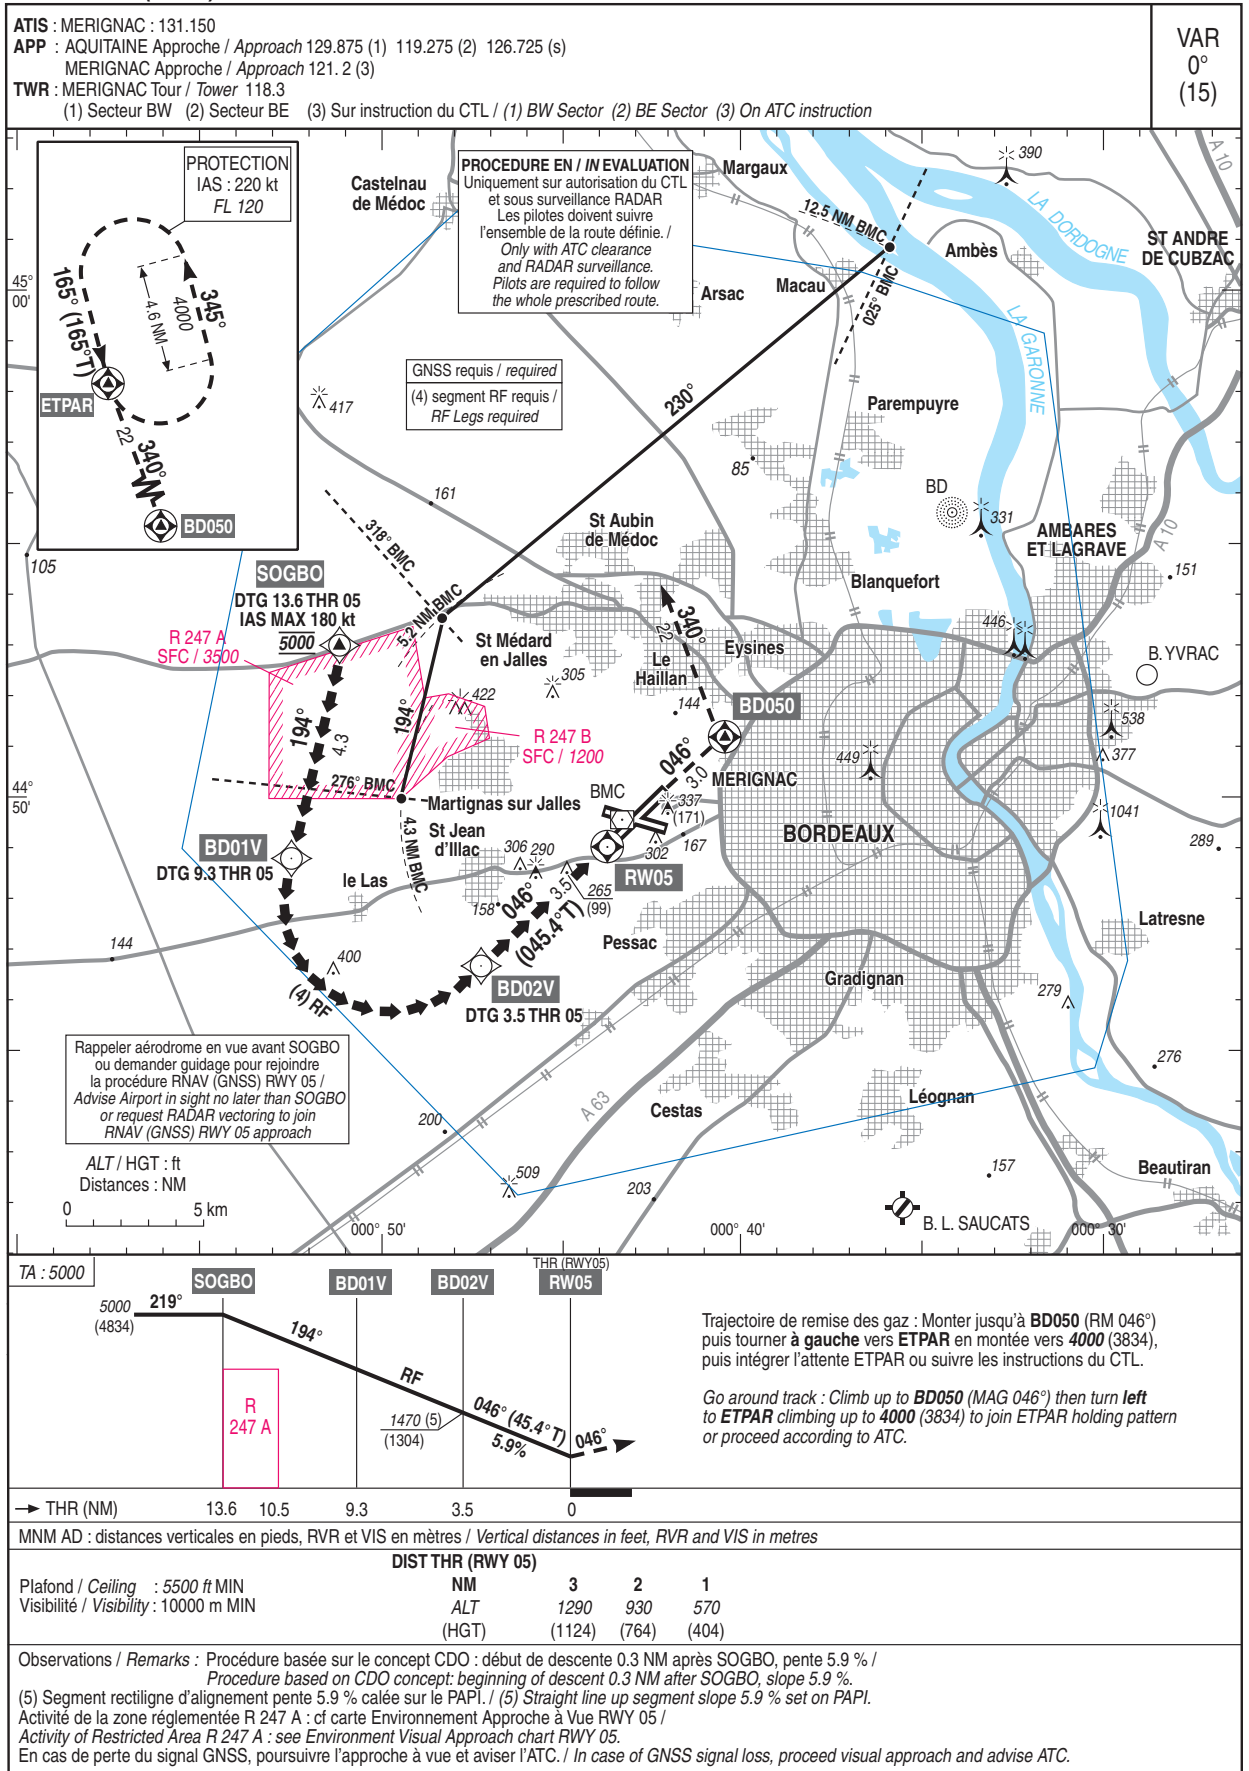 ATIS : MERIGNAC : 131.150
APP : AQUITAINE Approche / Approach 129.875 (1) 119.275 (2) 126.725 (s)
MERIGNAC Approche / Approach 121. 2 (3)
TWR : MERIGNAC Tour / Tower 118.3
(1) Secteur BW (2) Secteur BE (3) Sur instruction du CTL / (1) BW Sector (2) BE Sector (3) On ATC instruction
VAR
0°
(15)
PROTECTION
IAS : 220 kt
FL 120
165° (165°T)
4.6 NM
4000
345°
ETPAR
22
340°
BD050
Castelnau
de Médoc
PROCEDURE EN / IN EVALUATION
Uniquement sur autorisation du CTL
et sous surveillance RADAR
Les pilotes doivent suivre
l'ensemble de la route définie. /
Only with ATC clearance
and RADAR surveillance.
Pilots are required to follow
the whole prescribed route.
Margaux
12.5 NM BMC
390
A 10
LA DORDOGNE
Ambès
ST ANDRE
DE CUBZAC
Macau
Arsac
025° BMC
LA GARONNE
45°
00'
GNSS requis / required
(4) segment RF requis /
RF Legs required
417
230°
Parempuyre
85
161
BD
331
St Aubin
de Médoc
AMBARES
ET LAGRAVE
A 10
151
105
318° BMC
Blanquefort
SOGBO
DTG 13.6 THR 05
IAS MAX 180 kt
5000
R 247 A
SFC / 3500
5.2 NM BMC
St Médard
en Jalles
340°
22
446
Eysines
Le
Haillan
305
B. YVRAC
422
144
BD050
194°
4.3
194°
R 247 B
SFC / 1200
538
377
449
046°
3.0
MERIGNAC
276° BMC
BMC
337
(171)
44°
50'
Martignas sur Jalles
1041
BORDEAUX
St Jean
d'Illac
4.3 NM BMC
306
290
302
167
289
BD01V
DTG 9.3 THR 05
RW05
le Las
265
(99)
158
046°
3.5
(045.4°T)
Latresne
144
Pessac
400
Gradignan
BD02V
DTG 3.5 THR 05
(4) RF
279
Rappeler aérodrome en vue avant SOGBO
ou demander guidage pour rejoindre
la procédure RNAV (GNSS) RWY 05 /
Advise Airport in sight no later than SOGBO
or request RADAR vectoring to join
RNAV (GNSS) RWY 05 approach
276
Léognan
A 63
Cestas
200
ALT / HGT : ft
Distances : NM
0 5 km
509
203
157
Beautiran
B. L. SAUCATS
000° 50'
000° 40'
000° 30'
TA : 5000
SOGBO
BD01V
BD02V
THR (RWY05)
RW05
5000
(4834)
219°
194°
RF
1470 (5)
(1304)
046° (45.4°T)
5.9%
046°
R
247 A
Trajectoire de remise des gaz : Monter jusqu'à BD050 (RM 046°)
puis tourner à gauche vers ETPAR en montée vers 4000 (3834),
puis intégrer l'attente ETPAR ou suivre les instructions du CTL.
Go around track : Climb up to BD050 (MAG 046°) then turn left
to ETPAR climbing up to 4000 (3834) to join ETPAR holding pattern
or proceed according to ATC.
THR (NM) 13.6 10.5 9.3 3.5 0
MNM AD : distances verticales en pieds, RVR et VIS en mètres / Vertical distances in feet, RVR and VIS in metres
DIST THR (RWY 05)
Plafond / Ceiling : 5500 ft MIN NM 3 2 1
Visibilité / Visibility : 10000 m MIN ALT 1290 930 570
(HGT) (1124) (764) (404)
Observations / Remarks : Procédure basée sur le concept CDO : début de descente 0.3 NM après SOGBO, pente 5.9 % /
Procedure based on CDO concept: beginning of descent 0.3 NM after SOGBO, slope 5.9 %.
(5) Segment rectiligne d'alignement pente 5.9 % calée sur le PAPI. / (5) Straight line up segment slope 5.9 % set on PAPI.
Activité de la zone réglementée R 247 A : cf carte Environnement Approche à Vue RWY 05 /
Activity of Restricted Area R 247 A : see Environment Visual Approach chart RWY 05.
En cas de perte du signal GNSS, poursuivre l'approche à vue et aviser l'ATC. / In case of GNSS signal loss, proceed visual approach and advise ATC.